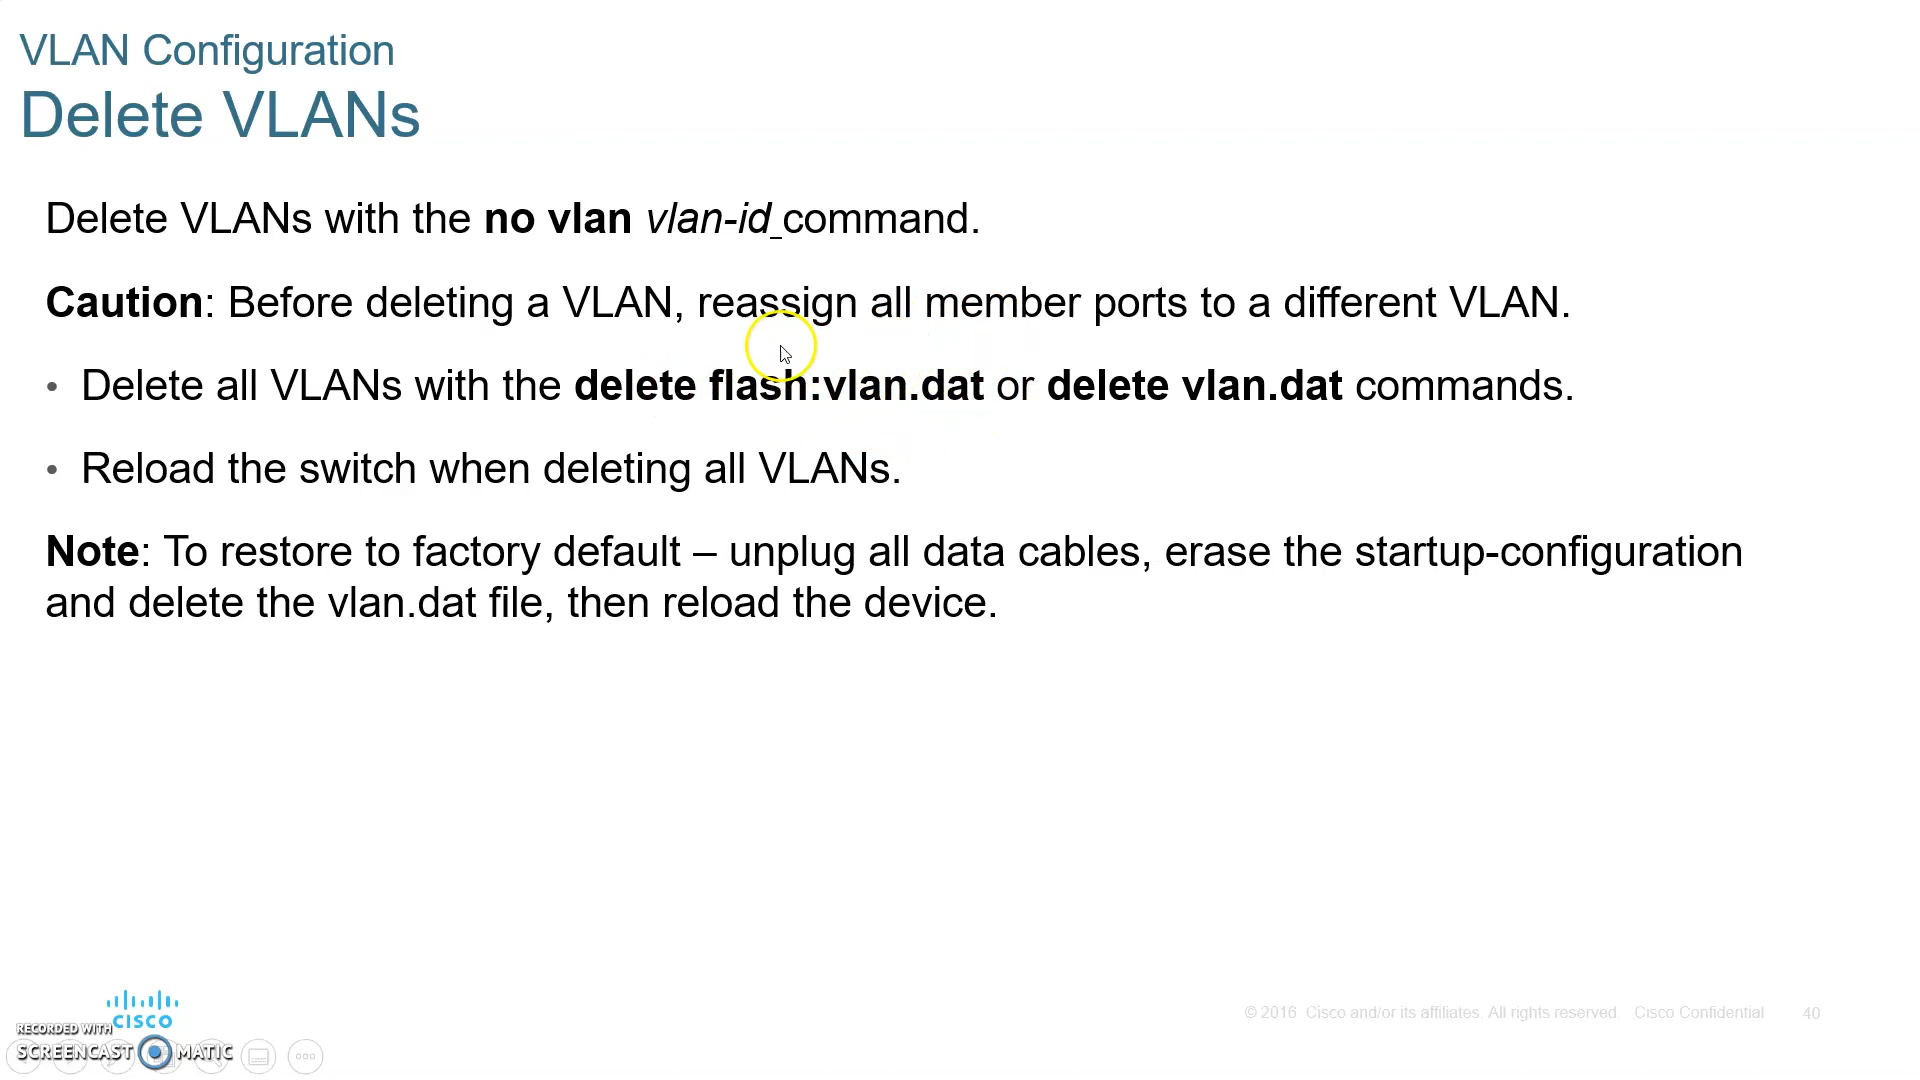 VLAN Configuration
Delete VLANs
Delete VLANs with the no vlan vlan-id command.
Caution: Before deleting a VLAN, reassign all member ports to a different VLAN.
• Delete all VLANs with the delete flash:vlan.dat or delete vlan.dat commands.
• Reload the switch when deleting all VLANs.
Note: To restore to factory default – unplug all data cables, erase the startup-configuration
and delete the vlan.dat file, then reload the device.
CISCO
© 2016 Cisco and/or its affiliates. All rights reserved. Cisco Confidential 40
RECORDED WITH
SCREENCAST MATIC